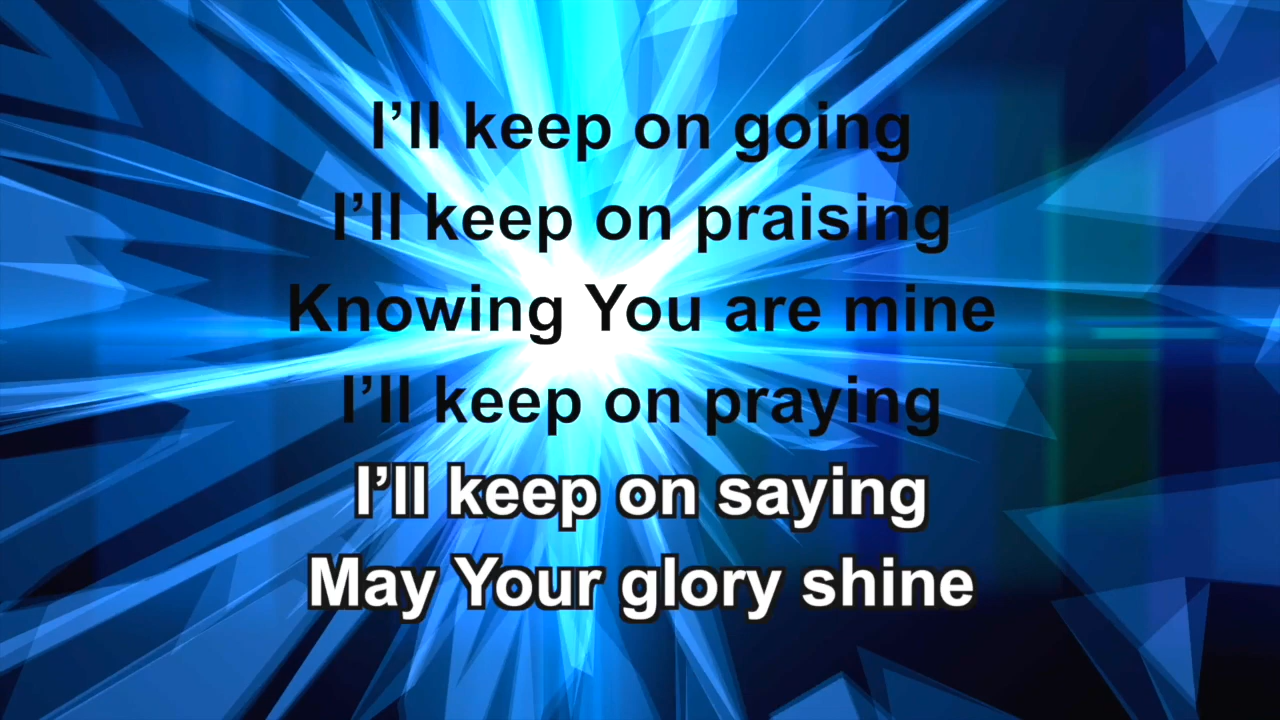 I’ll keep on going
I’ll keep on praising
Knowing You are mine
I’ll keep on praying
I’ll keep on saying
May Your glory shine